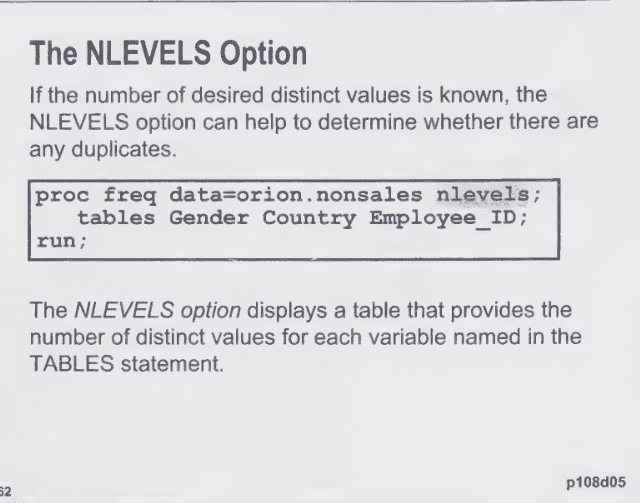 The NLEVELS Option
If the number of desired distinct values is known, the
NLEVELS option can help to determine whether there are
any duplicates.
proc freq data=orion.nonsales nlevels;
tables Gender Country Employee_ID;
run;
The NLEVELS option displays a table that provides the
number of distinct values for each variable named in the
TABLES statement.
62
p108d05